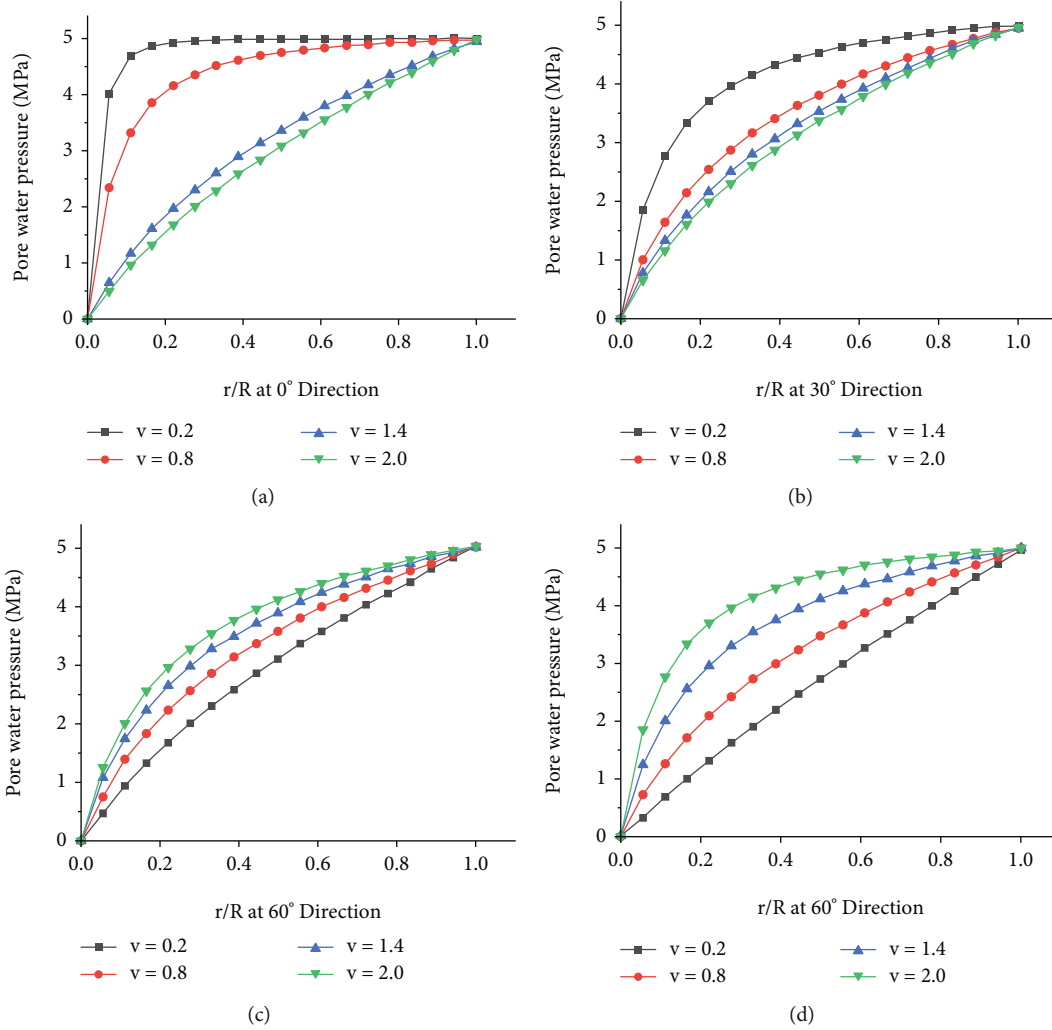 Pore water pressure (MPa)
5
4
3
2
1
0
0.0 0.2 0.4 0.6 0.8 1.0
r/R at 0° Direction
v = 0.2 v = 1.4
v = 0.8 v = 2.0
(a)
Pore water pressure (MPa)
5
4
3
2
1
0
0.0 0.2 0.4 0.6 0.8 1.0
r/R at 30° Direction
v = 0.2 v = 1.4
v = 0.8 v = 2.0
(b)
Pore water pressure (MPa)
5
4
3
2
1
0
0.0 0.2 0.4 0.6 0.8 1.0
r/R at 60° Direction
v = 0.2 v = 1.4
v = 0.8 v = 2.0
(c)
Pore water pressure (MPa)
5
4
3
2
1
0
0.0 0.2 0.4 0.6 0.8 1.0
r/R at 60° Direction
v = 0.2 v = 1.4
v = 0.8 v = 2.0
(d)